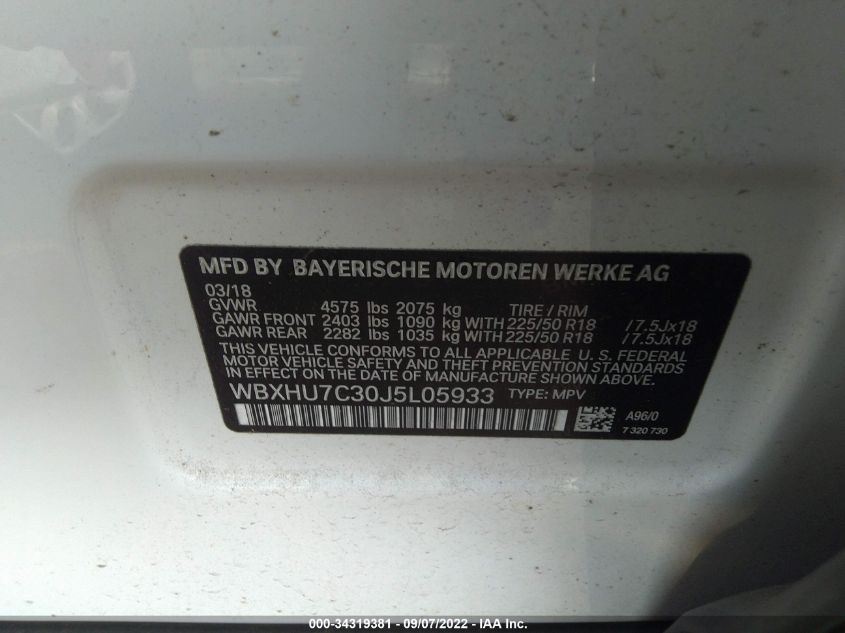 MFD BY BAYERISCHE MOTOREN WERKE AG
03/18
GVWR 4575 lbs 2075 kg TIRE / RIM
GAWR FRONT 2403 lbs 1090 kg WITH 225/50 R18 / 7.5Jx18
GAWR REAR 2282 lbs 1035 kg WITH 225/50 R18 / 7.5Jx18
THIS VEHICLE CONFORMS TO ALL APPLICABLE U. S. FEDERAL
MOTOR VEHICLE SAFETY AND THEFT PREVENTION STANDARDS
IN EFFECT ON THE DATE OF MANUFACTURE SHOWN ABOVE.
WBXHU7C30J5L05933 TYPE: MPV
A96/0
7 320 730
000-34319381 - 09/07/2022 - IAA Inc.